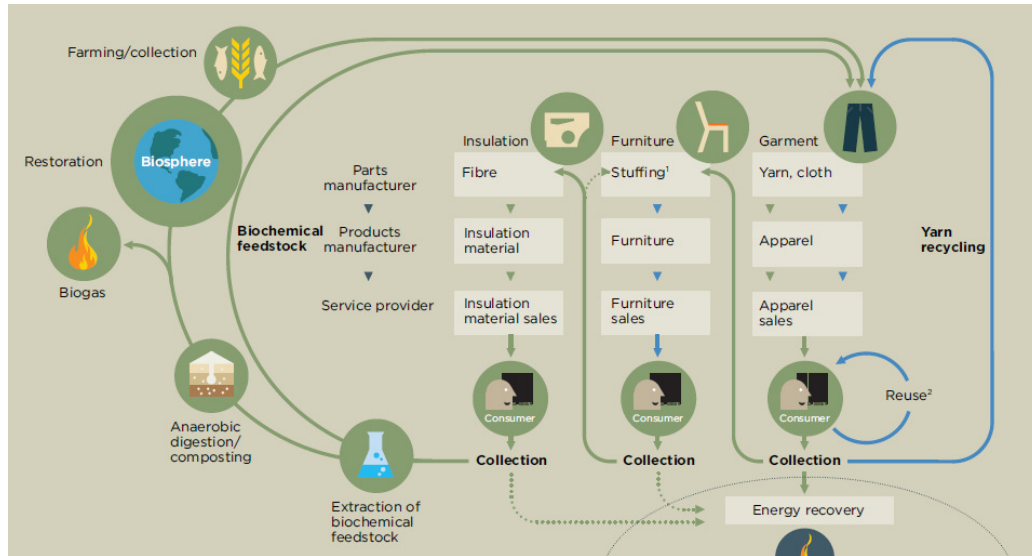 Farming/collection
Restoration
Biosphere
Biogas
Anaerobic
digestion/
composting
Extraction of
biochemical
feedstock
Biochemical
feedstock
Parts
manufacturer
Products
manufacturer
Service provider
Insulation
Fibre
Insulation
material
Insulation
material sales
Consumer
Collection
Furniture
Stuffing¹
Furniture
Furniture
sales
Consumer
Collection
Garment
Yarn, cloth
Apparel
Apparel
sales
Consumer
Collection
Reuse²
Yarn
recycling
Energy recovery